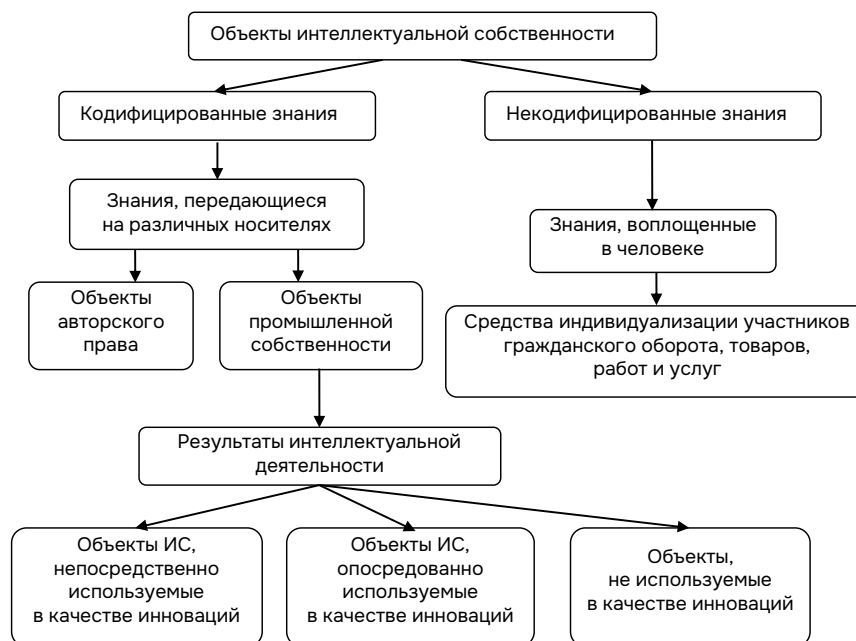 Объекты интеллектуальной собственности
Кодифицированные знания
Некодифицированные знания
Знания, передающиеся
на различных носителях
Знания, воплощенные
в человеке
Объекты
авторского
права
Объекты
промышленной
собственности
Средства индивидуализации участников
гражданского оборота, товаров,
работ и услуг
Результаты интеллектуальной
деятельности
Объекты ИС,
непосредственно
используемые
в качестве инноваций
Объекты ИС,
опосредованно
используемые
в качестве инноваций
Объекты,
не используемые
в качестве инноваций